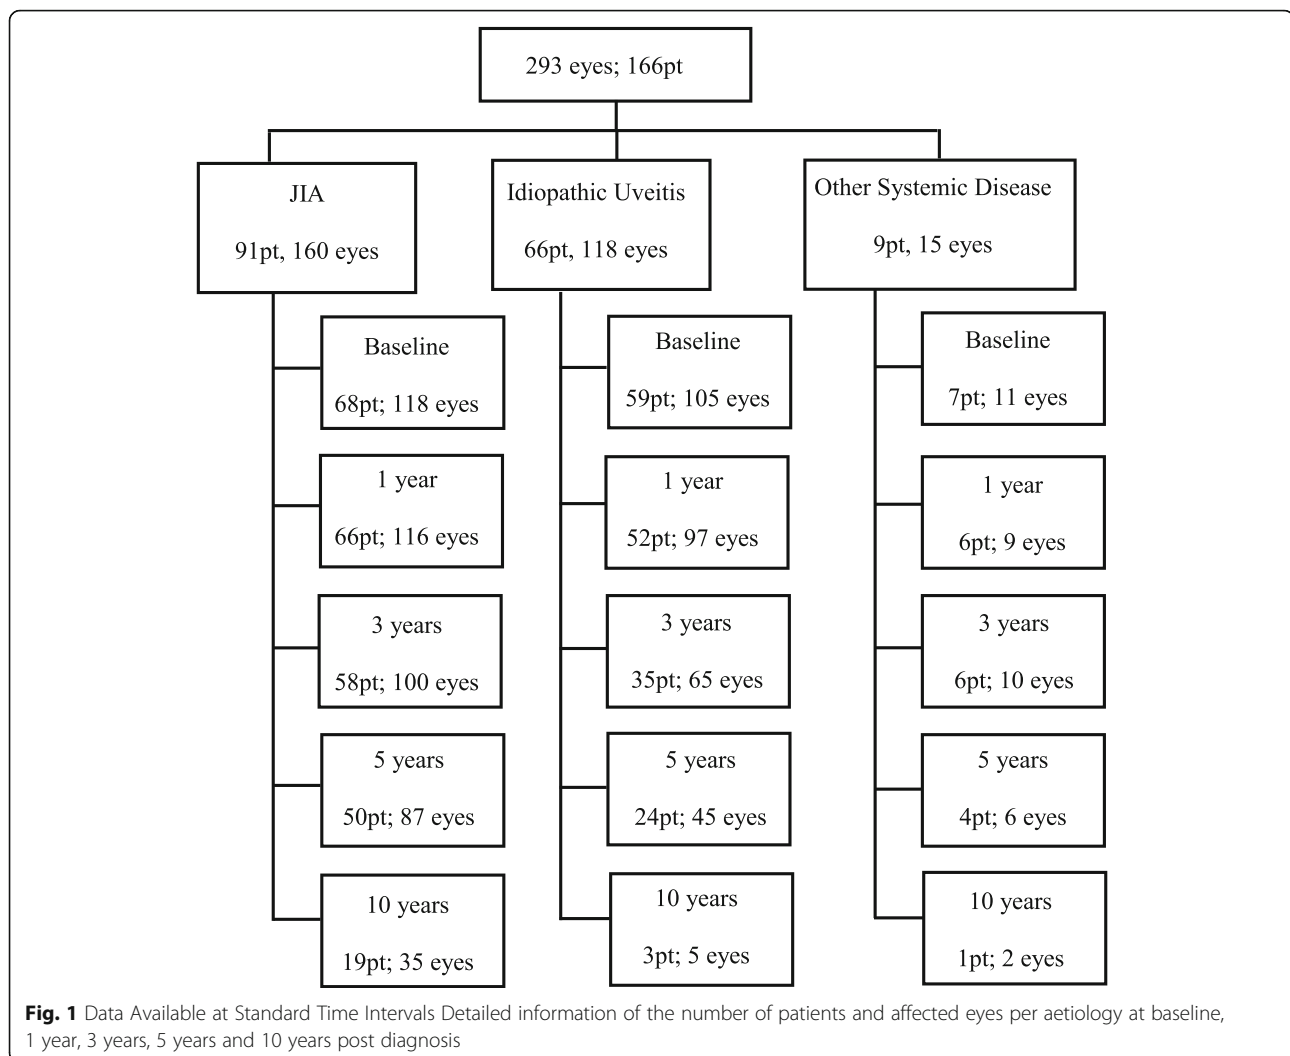 293 eyes; 166pt
JIA
91pt, 160 eyes
Baseline
68pt; 118 eyes
1 year
66pt; 116 eyes
3 years
58pt; 100 eyes
5 years
50pt; 87 eyes
10 years
19pt; 35 eyes
Idiopathic Uveitis
66pt, 118 eyes
Baseline
59pt; 105 eyes
1 year
52pt; 97 eyes
3 years
35pt; 65 eyes
5 years
24pt; 45 eyes
10 years
3pt; 5 eyes
Other Systemic Disease
9pt, 15 eyes
Baseline
7pt; 11 eyes
1 year
6pt; 9 eyes
3 years
6pt; 10 eyes
5 years
4pt; 6 eyes
10 years
1pt; 2 eyes
Fig. 1 Data Available at Standard Time Intervals Detailed information of the number of patients and affected eyes per aetiology at baseline,
1 year, 3 years, 5 years and 10 years post diagnosis